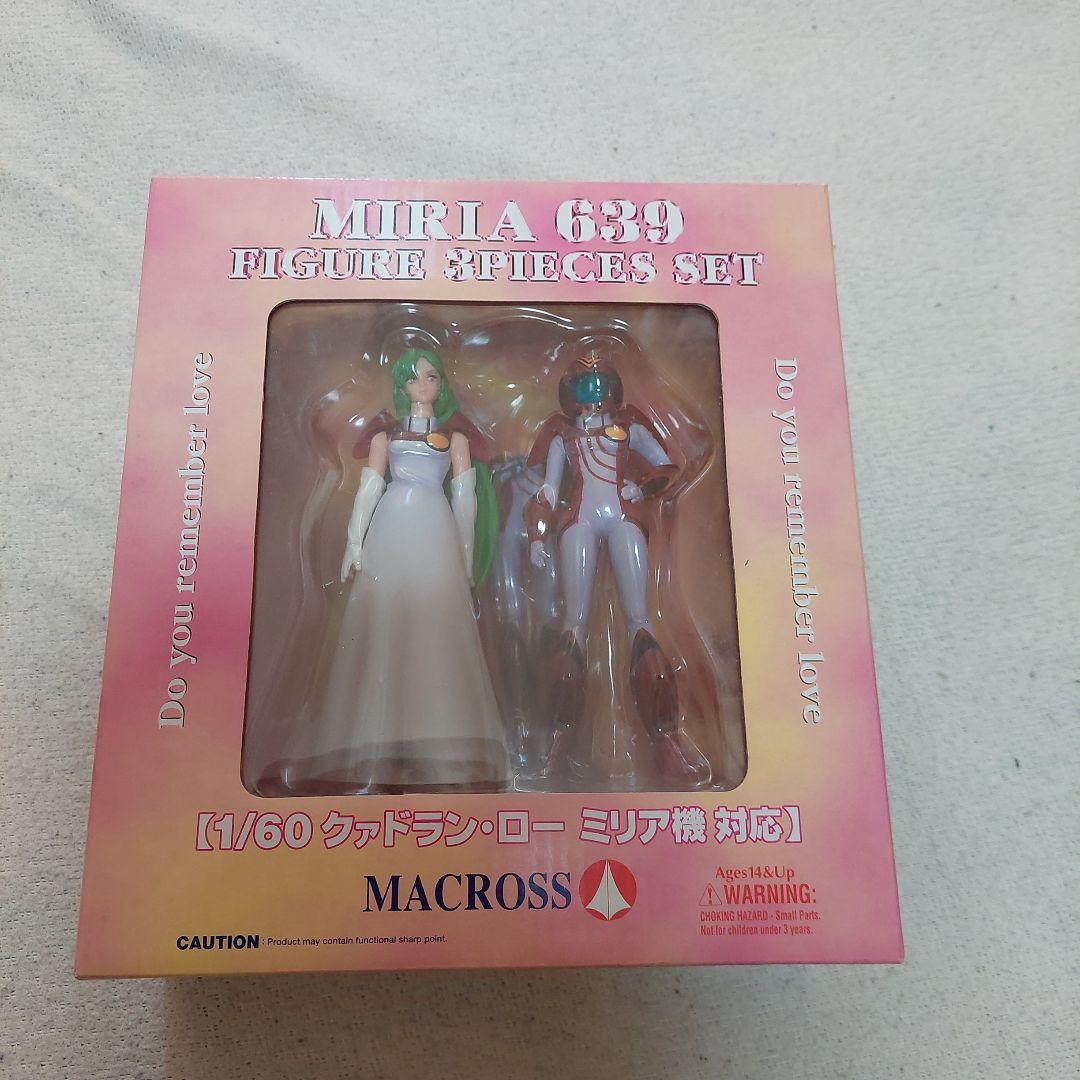 MIRIA 639
FIGURE 3PIECES SET
Do you remember love
Do you remember love
【1/60 クァドラン・ロー ミリア機 対応】
MACROSS
Ages14&Up
WARNING:
CHOKING HAZARD - Small Parts.
Not for children under 3 years.
CAUTION : Product may contain functional sharp point.